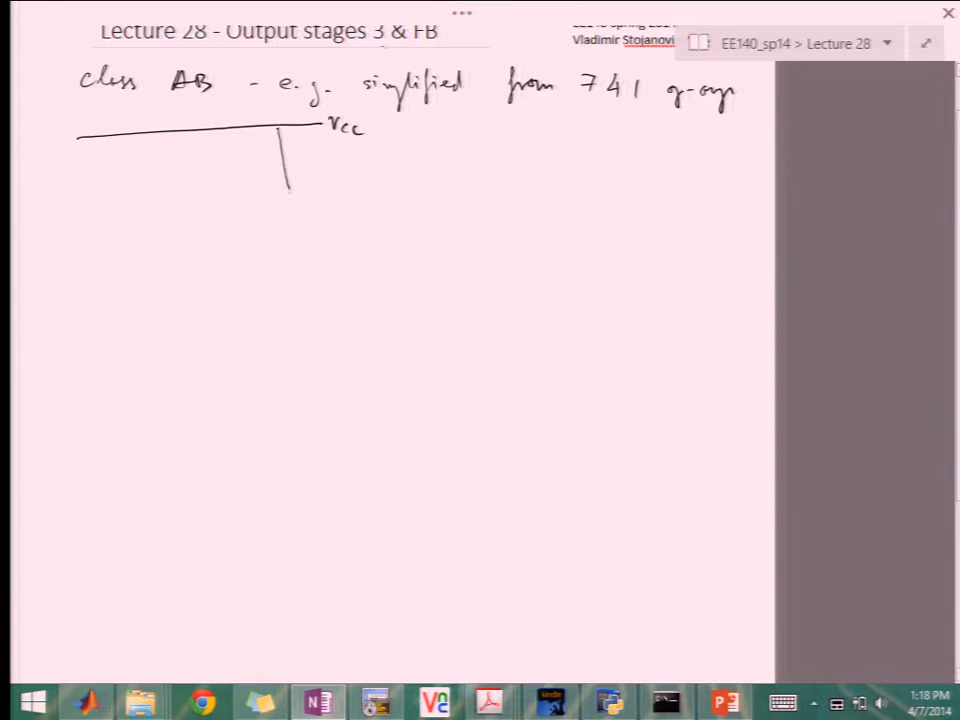 Lecture 28 - Output stages 3 & FB
Vladimir Stojanovi
EE140_sp14 > Lecture 28
class AB - e.g. simplified from 741 op-amp
VCC
1:18 PM
4/7/2014